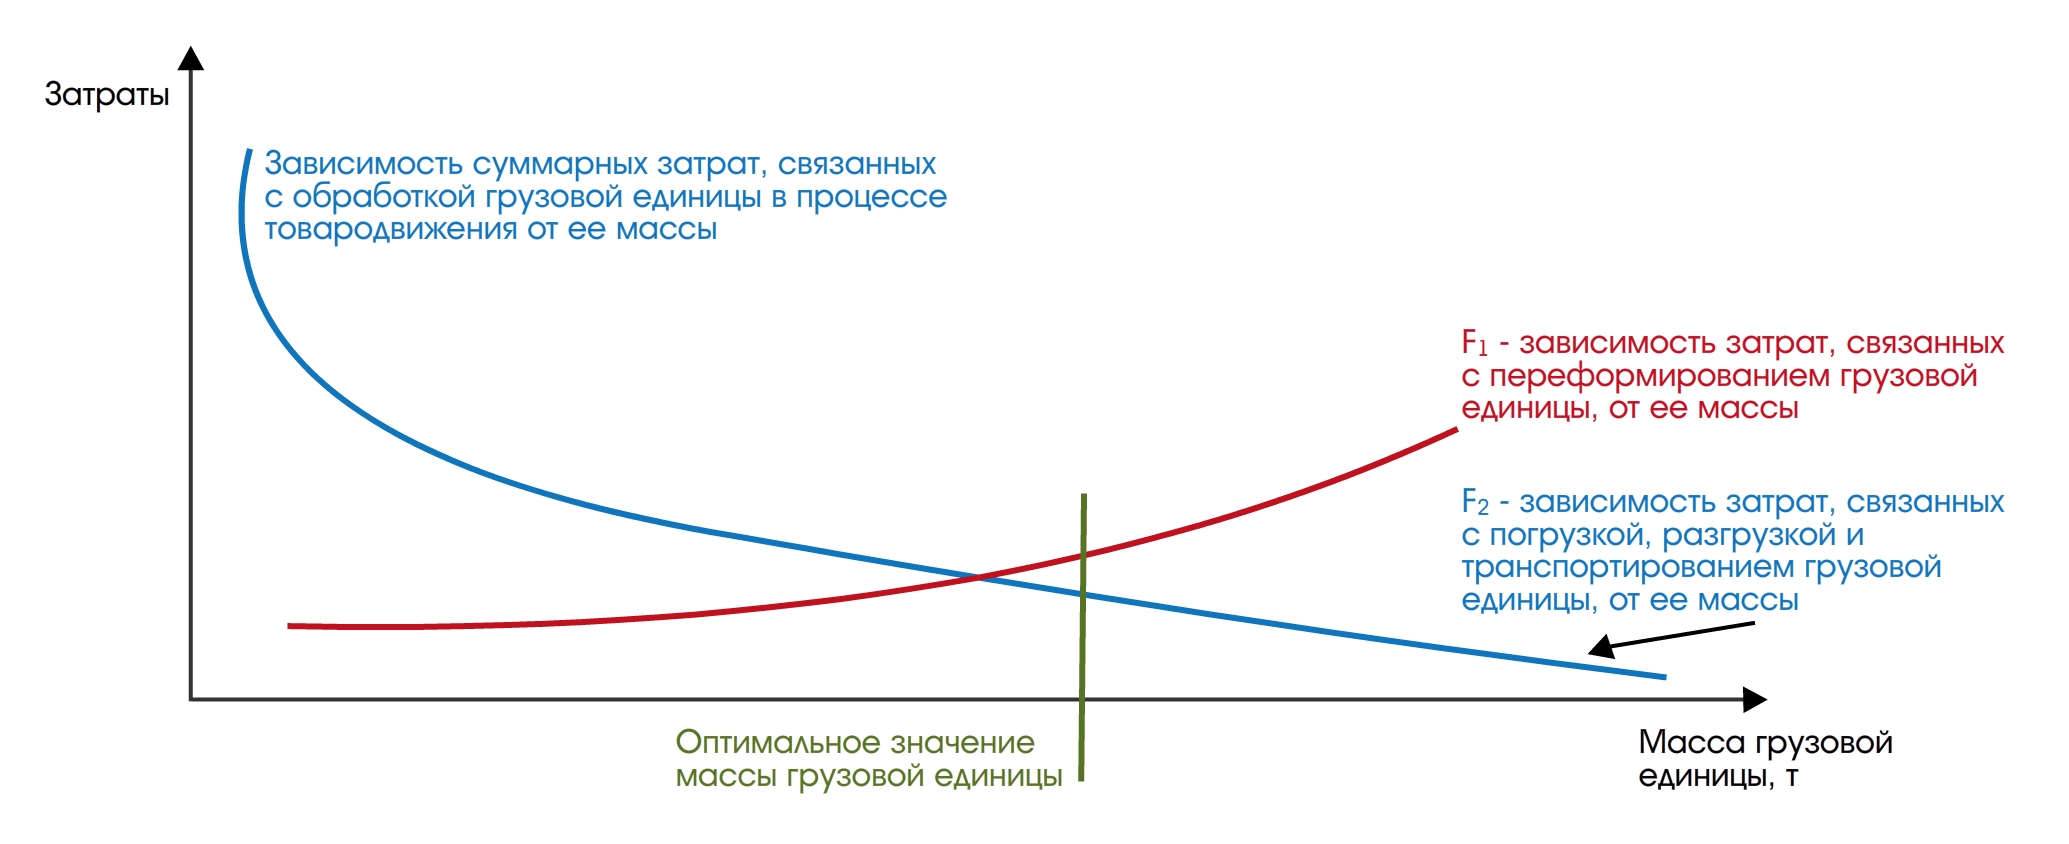 Затраты
Зависимость суммарных затрат, связанных
с обработкой грузовой единицы в процессе
товародвижения от ее массы
F₁ - зависимость затрат, связанных
с переформированием грузовой
единицы, от ее массы
F₂ - зависимость затрат, связанных
с погрузкой, разгрузкой и
транспортированием грузовой
единицы, от ее массы
Оптимальное значение
массы грузовой единицы
Масса грузовой
единицы, т